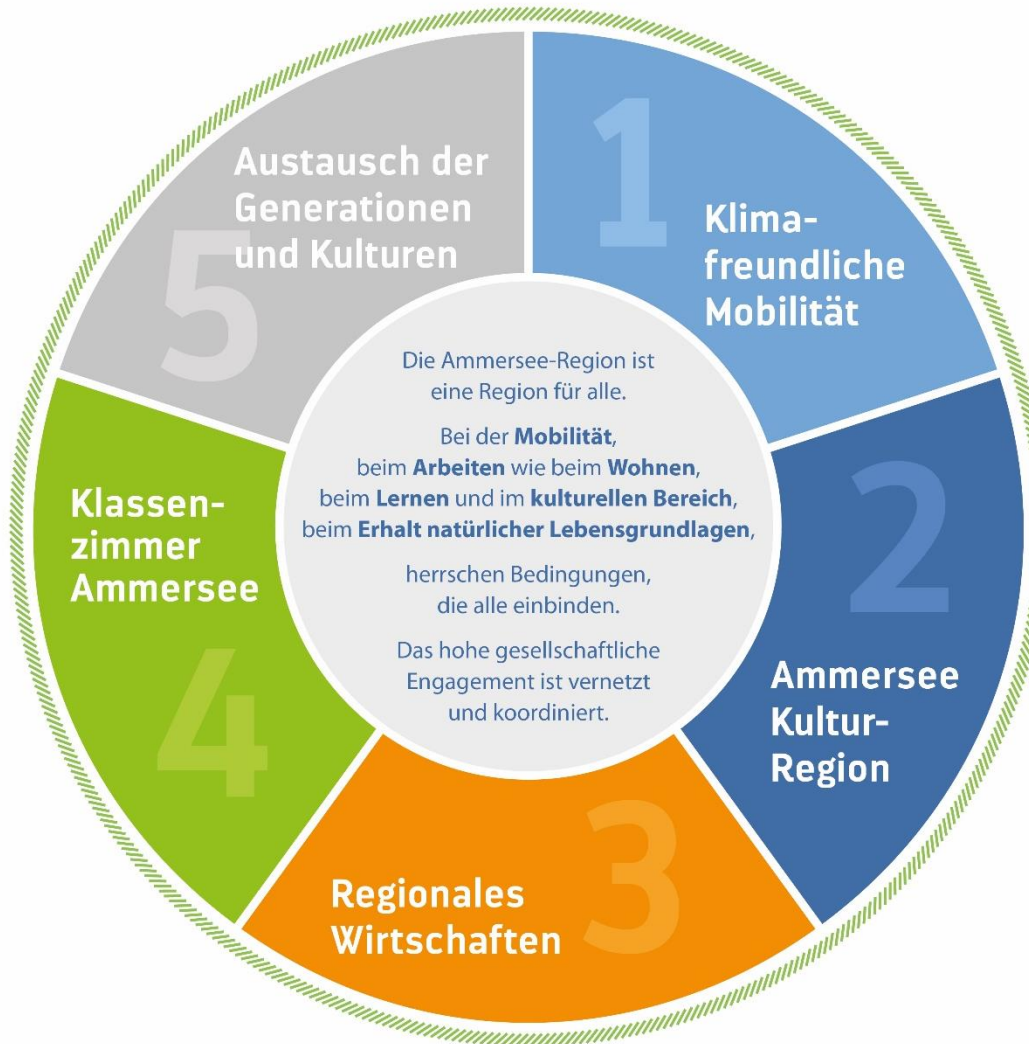 1
Klima-
freundliche
Mobilität
2
Ammersee
Kultur-
Region
3
Regionales
Wirtschaften
4
Klassen-
zimmer
Ammersee
5
Austausch der
Generationen
und Kulturen
Die Ammersee-Region ist
eine Region für alle.
Bei der Mobilität,
beim Arbeiten wie beim Wohnen,
beim Lernen und im kulturellen Bereich,
beim Erhalt natürlicher Lebensgrundlagen,
herrschen Bedingungen,
die alle einbinden.
Das hohe gesellschaftliche
Engagement ist vernetzt
und koordiniert.